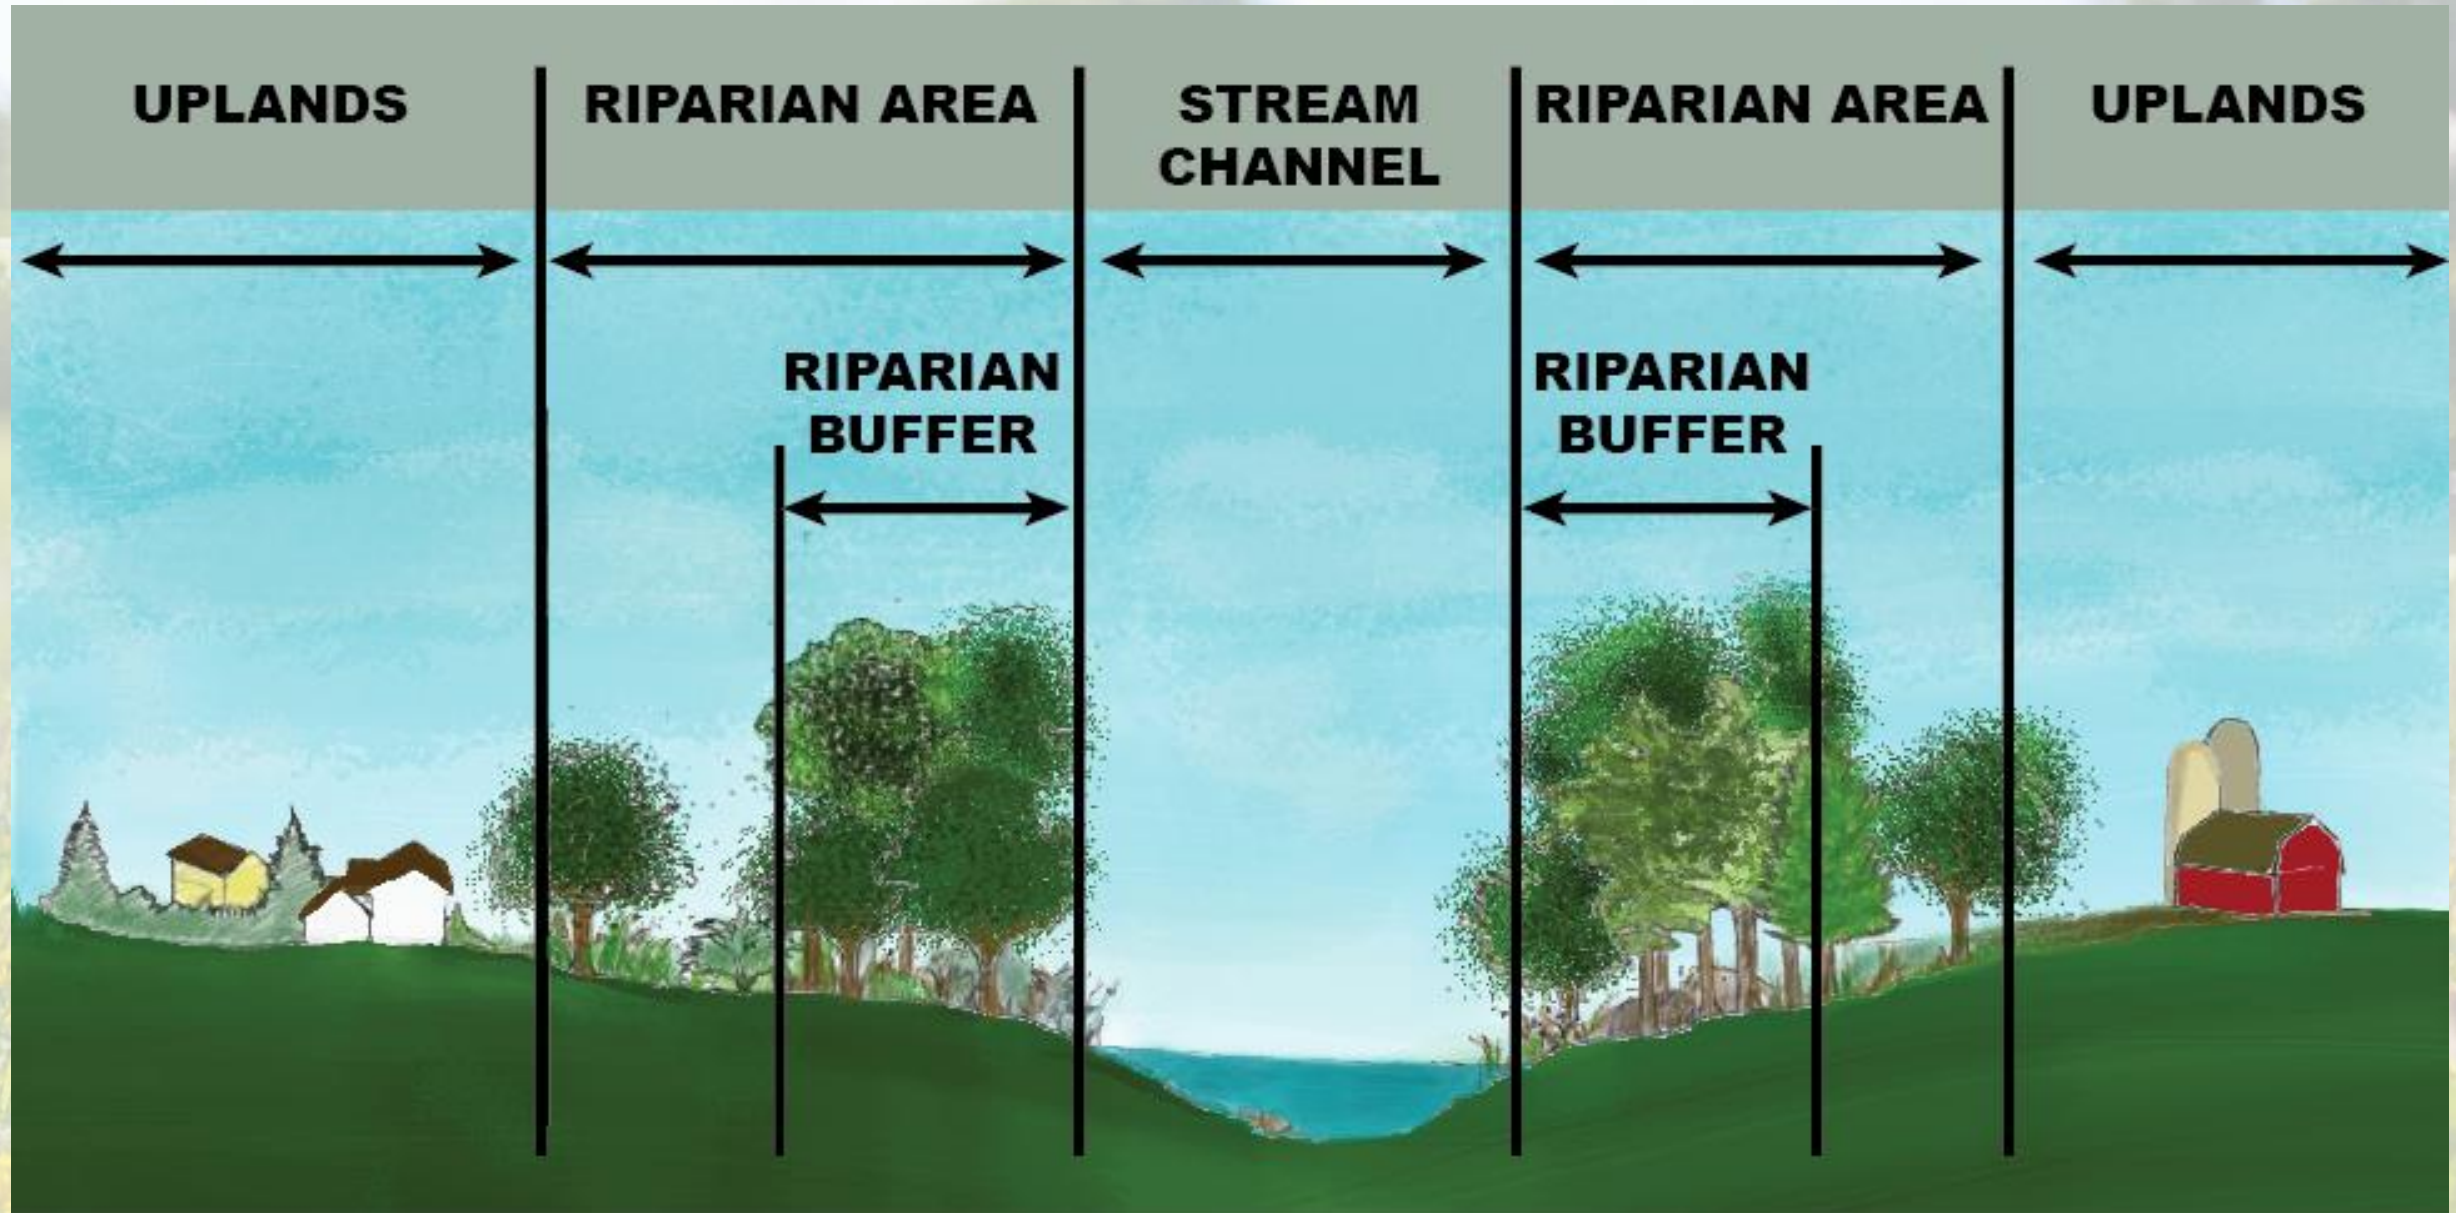 UPLANDS
RIPARIAN AREA
STREAM
CHANNEL
RIPARIAN AREA
UPLANDS
RIPARIAN
BUFFER
RIPARIAN
BUFFER